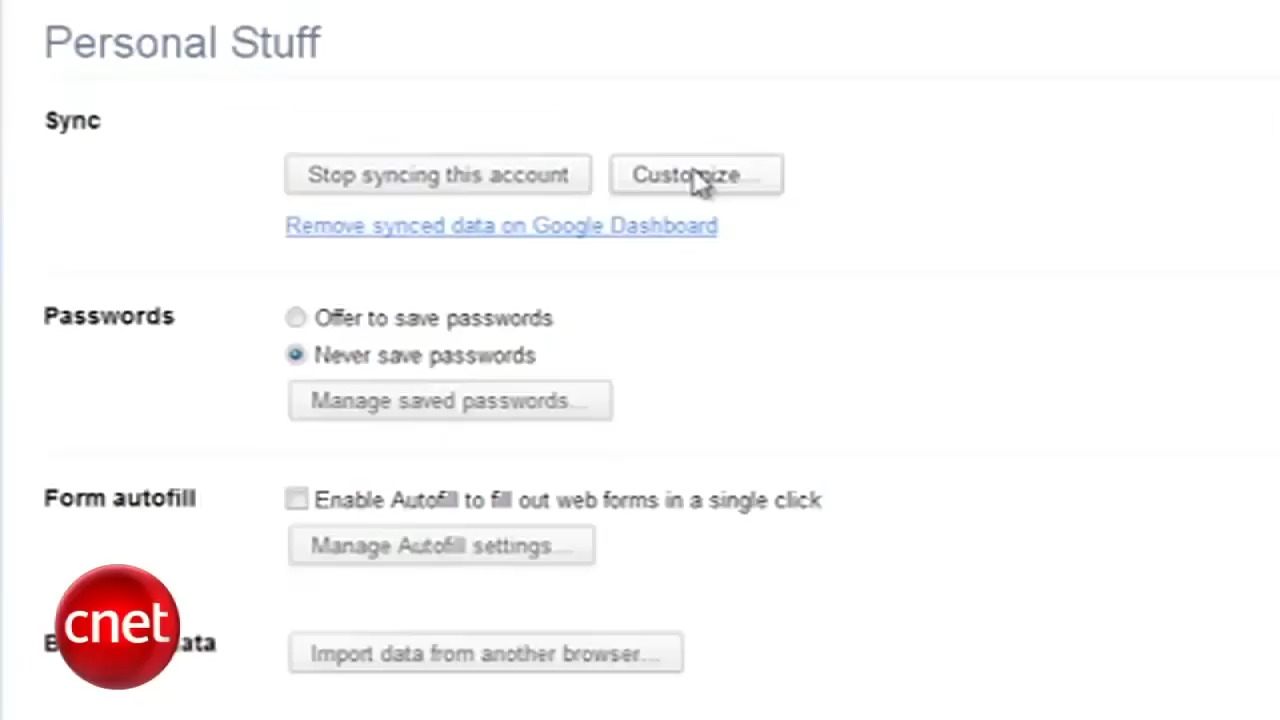 Personal Stuff
Sync
Stop syncing this account
Customize...
Remove synced data on Google Dashboard
Passwords
Offer to save passwords
Never save passwords
Manage saved passwords...
Form autofill
Enable Autofill to fill out web forms in a single click
Manage Autofill settings...
cnet
Import data from another browser...